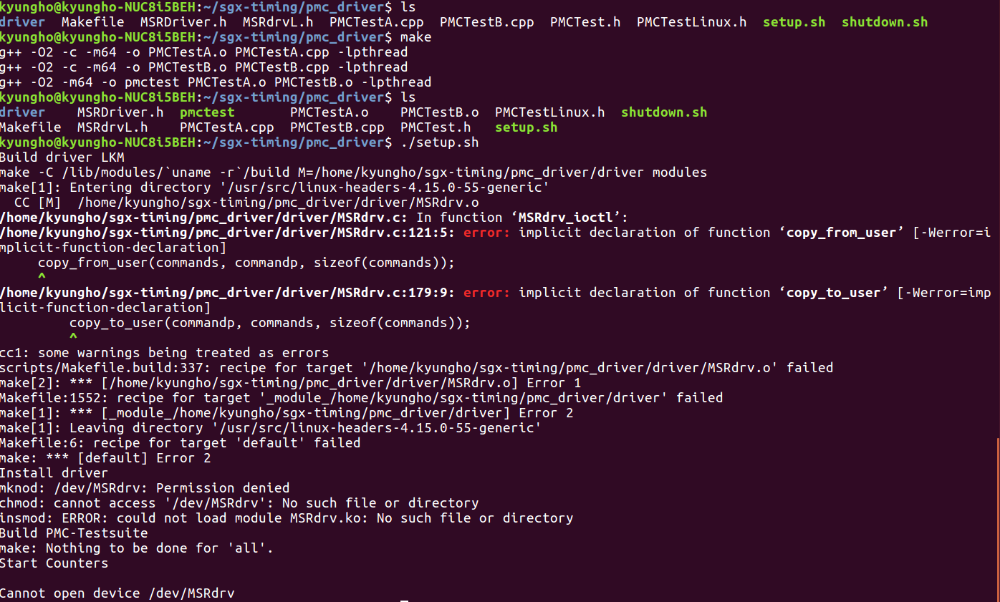 kyungho@kyungho-NUC8i5BEH:~/sgx-timing/pmc_driver$ ls
driver  Makefile  MSRDriver.h  MSRdrvL.h  PMCTestA.cpp  PMCTestB.cpp  PMCTest.h  PMCTestLinux.h  setup.sh  shutdown.sh
kyungho@kyungho-NUC8i5BEH:~/sgx-timing/pmc_driver$ make
g++ -O2 -c -m64 -o PMCTestA.o PMCTestA.cpp -lpthread
g++ -O2 -c -m64 -o PMCTestB.o PMCTestB.cpp -lpthread
g++ -O2 -m64 -o pmctest PMCTestA.o PMCTestB.o -lpthread
kyungho@kyungho-NUC8i5BEH:~/sgx-timing/pmc_driver$ ls
driver    MSRDriver.h  pmctest       PMCTestA.o    PMCTestB.o  PMCTestLinux.h  shutdown.sh
Makefile  MSRdrvL.h    PMCTestA.cpp  PMCTestB.cpp  PMCTest.h   setup.sh
kyungho@kyungho-NUC8i5BEH:~/sgx-timing/pmc_driver$ ./setup.sh
Build driver LKM
make -C /lib/modules/`uname -r`/build M=/home/kyungho/sgx-timing/pmc_driver/driver modules
make[1]: Entering directory '/usr/src/linux-headers-4.15.0-55-generic'
  CC [M]  /home/kyungho/sgx-timing/pmc_driver/driver/MSRdrv.o
/home/kyungho/sgx-timing/pmc_driver/driver/MSRdrv.c: In function ‘MSRdrv_ioctl’:
/home/kyungho/sgx-timing/pmc_driver/driver/MSRdrv.c:121:5: error: implicit declaration of function ‘copy_from_user’ [-Werror=i
mplicit-function-declaration]
     copy_from_user(commands, commandp, sizeof(commands));
     ^
/home/kyungho/sgx-timing/pmc_driver/driver/MSRdrv.c:179:9: error: implicit declaration of function ‘copy_to_user’ [-Werror=imp
licit-function-declaration]
         copy_to_user(commandp, commands, sizeof(commands));
         ^
cc1: some warnings being treated as errors
scripts/Makefile.build:337: recipe for target '/home/kyungho/sgx-timing/pmc_driver/driver/MSRdrv.o' failed
make[2]: *** [/home/kyungho/sgx-timing/pmc_driver/driver/MSRdrv.o] Error 1
Makefile:1552: recipe for target '_module_/home/kyungho/sgx-timing/pmc_driver/driver' failed
make[1]: *** [_module_/home/kyungho/sgx-timing/pmc_driver/driver] Error 2
make[1]: Leaving directory '/usr/src/linux-headers-4.15.0-55-generic'
Makefile:6: recipe for target 'default' failed
make: *** [default] Error 2
Install driver
mknod: /dev/MSRdrv: Permission denied
chmod: cannot access '/dev/MSRdrv': No such file or directory
insmod: ERROR: could not load module MSRdrv.ko: No such file or directory
Build PMC-Testsuite
make: Nothing to be done for 'all'.
Start Counters
Cannot open device /dev/MSRdrv